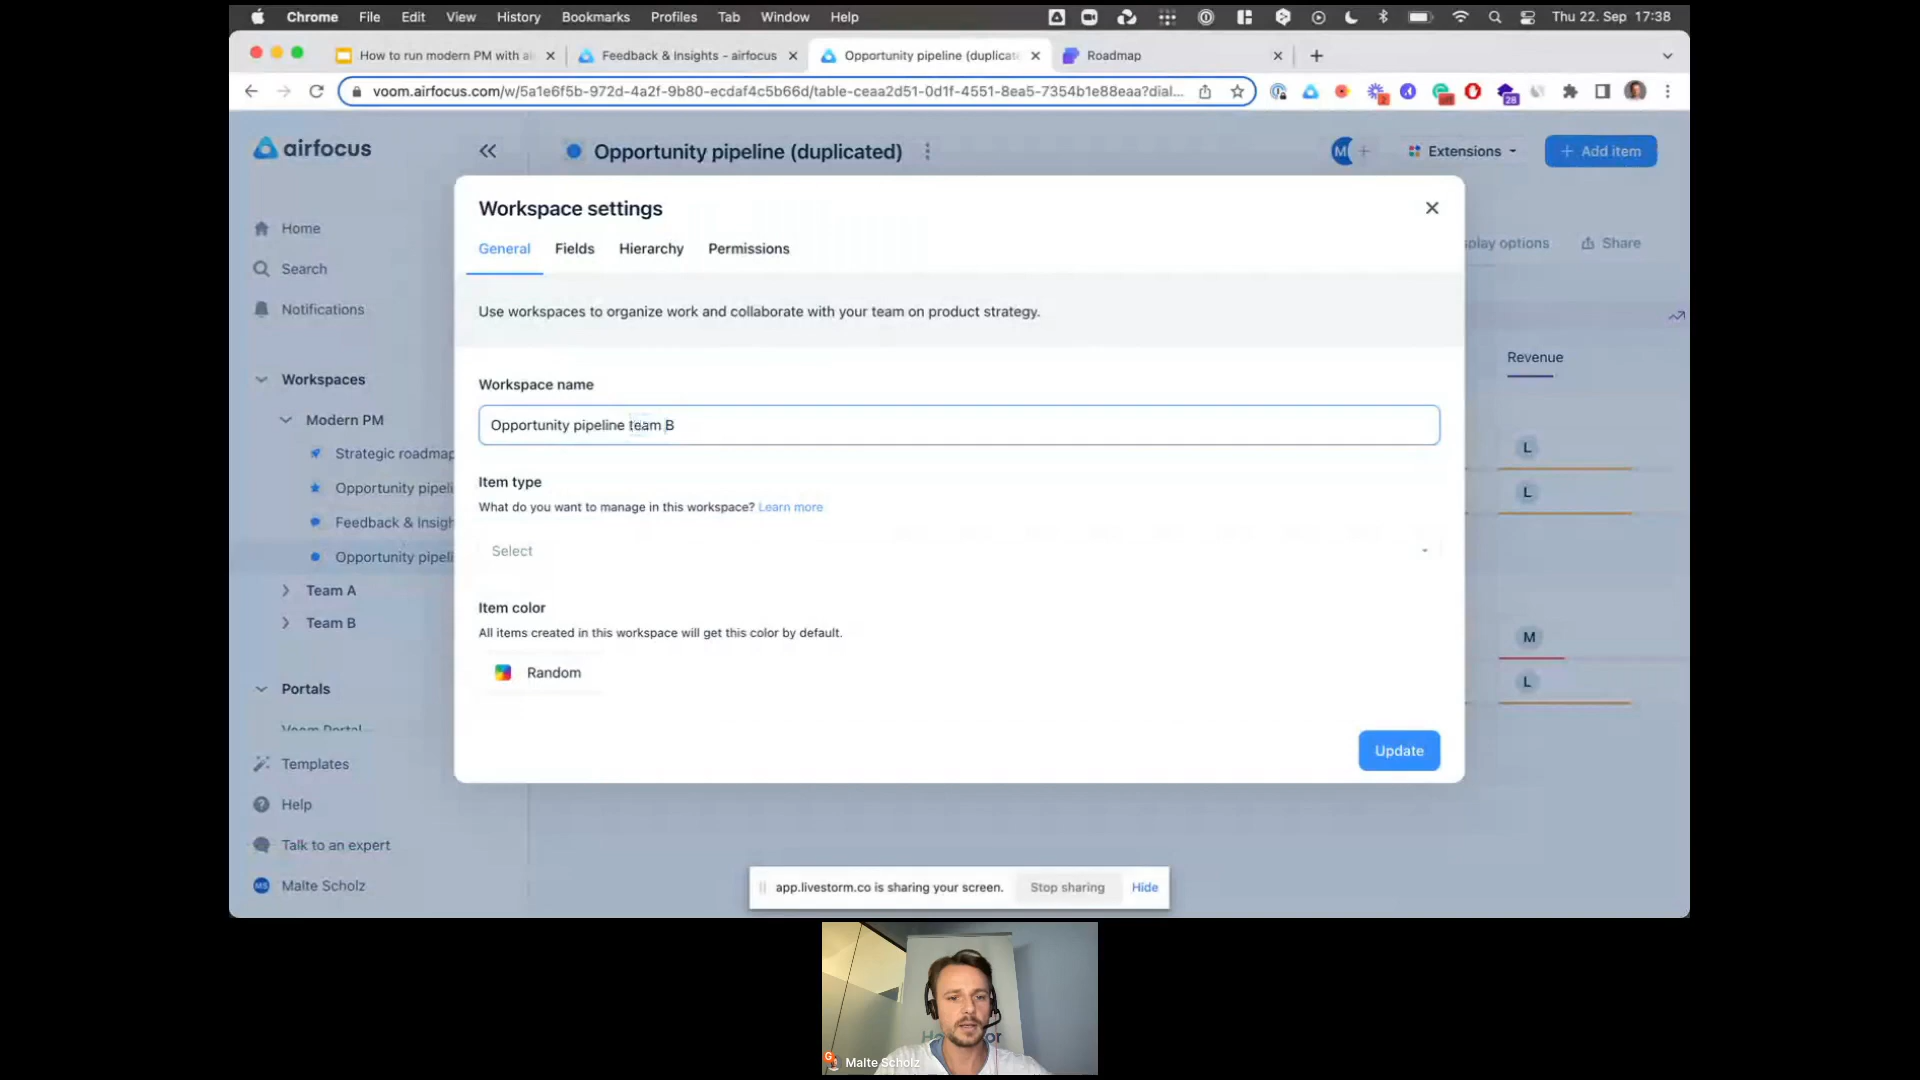 Chrome File Edit View History Bookmarks Profiles Tab Window Help Thu 22. Sep 17:38
How to run modern PM with ai
Feedback & Insights - airfocus
Opportunity pipeline (duplicat
Roadmap
voom.airfocus.com/w/5a1e6f5b-972d-4a2f-9b80-ecdaf4c5b66d/table-ceaa2d51-0d1f-4551-8ea5-7354b1e88eaa?dial...
2
28
airfocus
Opportunity pipeline (duplicated)
Extensions
+ Add item
Workspace settings
General Fields Hierarchy Permissions
splay options
Share
Use workspaces to organize work and collaborate with your team on product strategy.
Workspace name
Opportunity pipeline team B
Item type
What do you want to manage in this workspace? Learn more
Select
Item color
All items created in this workspace will get this color by default.
Random
Update
Home
Search
Notifications
Workspaces
Modern PM
Strategic roadmap
Opportunity pipeli
Feedback & Insigh
Opportunity pipeli
Team A
Team B
Portals
Voom Portal
Templates
Help
Talk to an expert
MS Malte Scholz
Revenue
L
L
M
L
app.livestorm.co is sharing your screen.
Stop sharing
Hide
Malte Scholz